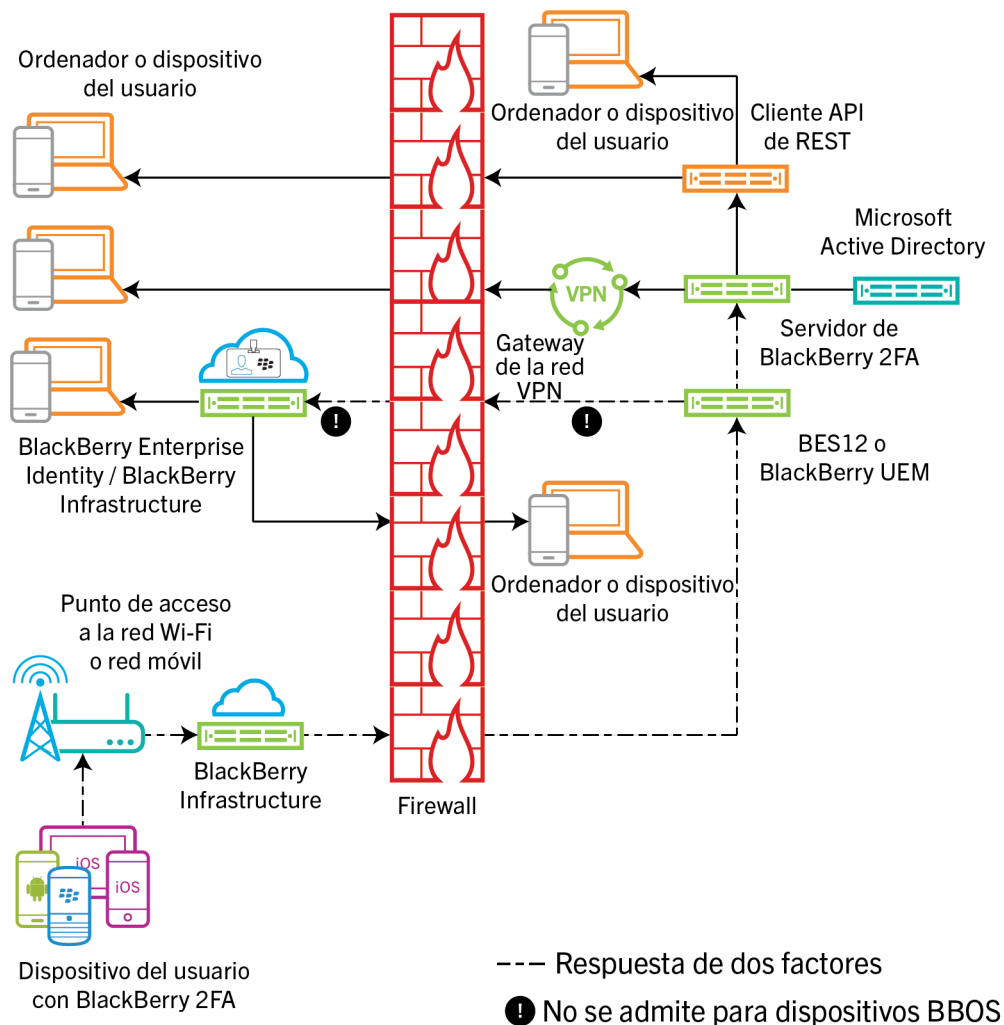 Ordenador o dispositivo
del usuario
Ordenador o dispositivo
del usuario
Cliente API
de REST
Microsoft
Active Directory
VPN
Servidor de
BlackBerry 2FA
Gateway
de la red
VPN
!
!
BES12 o
BlackBerry UEM
BlackBerry Enterprise
Identity / BlackBerry
Infrastructure
Ordenador o dispositivo
del usuario
Punto de acceso
a la red Wi-Fi
o red móvil
BlackBerry
Infrastructure
Firewall
iOS
iOS
Dispositivo del usuario
con BlackBerry 2FA
Respuesta de dos factores
! No se admite para dispositivos BBOS